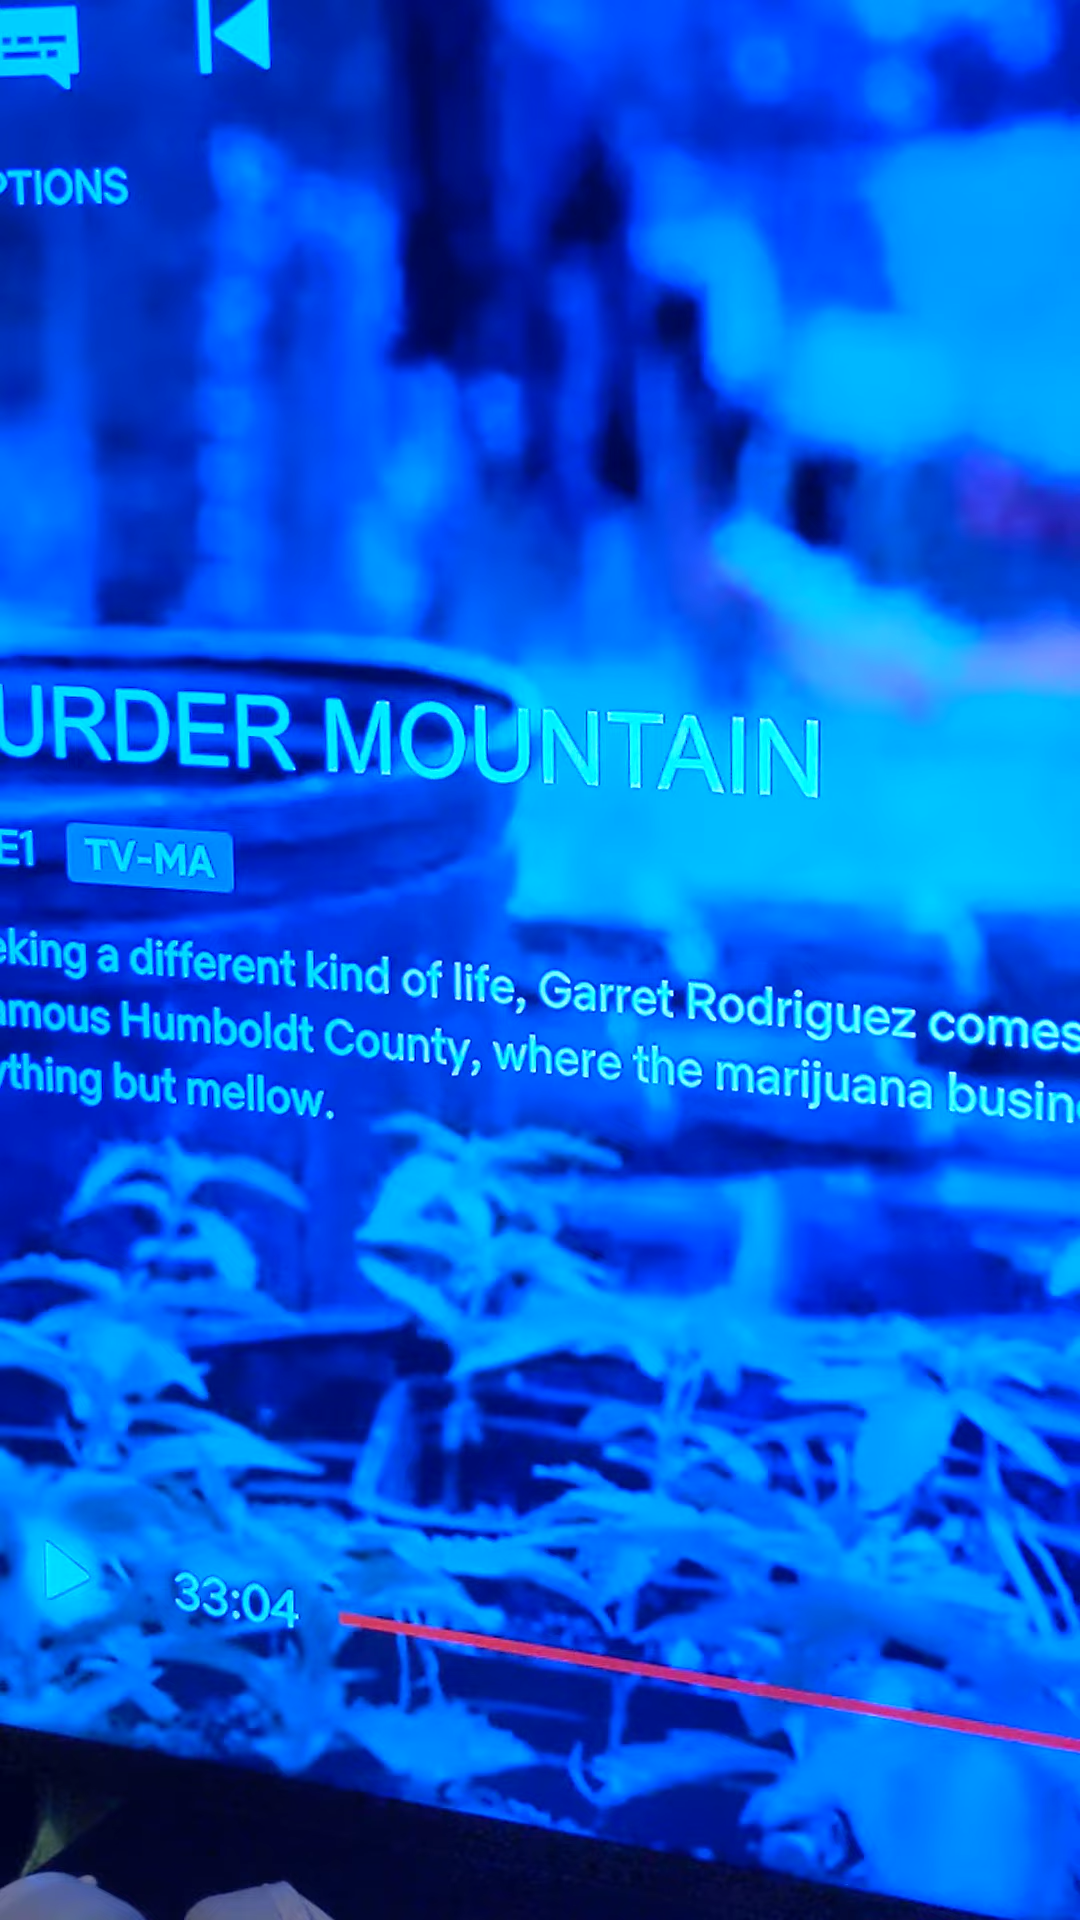 PTIONS
URDER MOUNTAIN
E1 TV-MA
eking a different kind of life, Garret Rodriguez comes
amous Humboldt County, where the marijuana busin
ything but mellow.
33:04